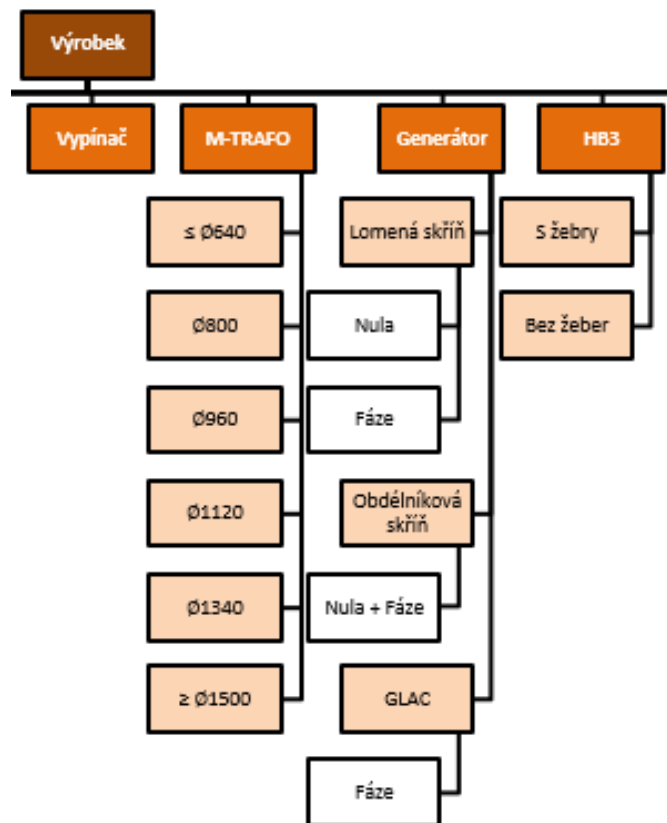 Výrobek
Vypínač
M-TRAFO
Generátor
HB3
≤ Ø640
Ø800
Ø960
Ø1120
Ø1340
≥ Ø1500
Lomená skříň
Nula
Fáze
Obdélníková
skříň
Nula + Fáze
GLAC
Fáze
S žebry
Bez žeber